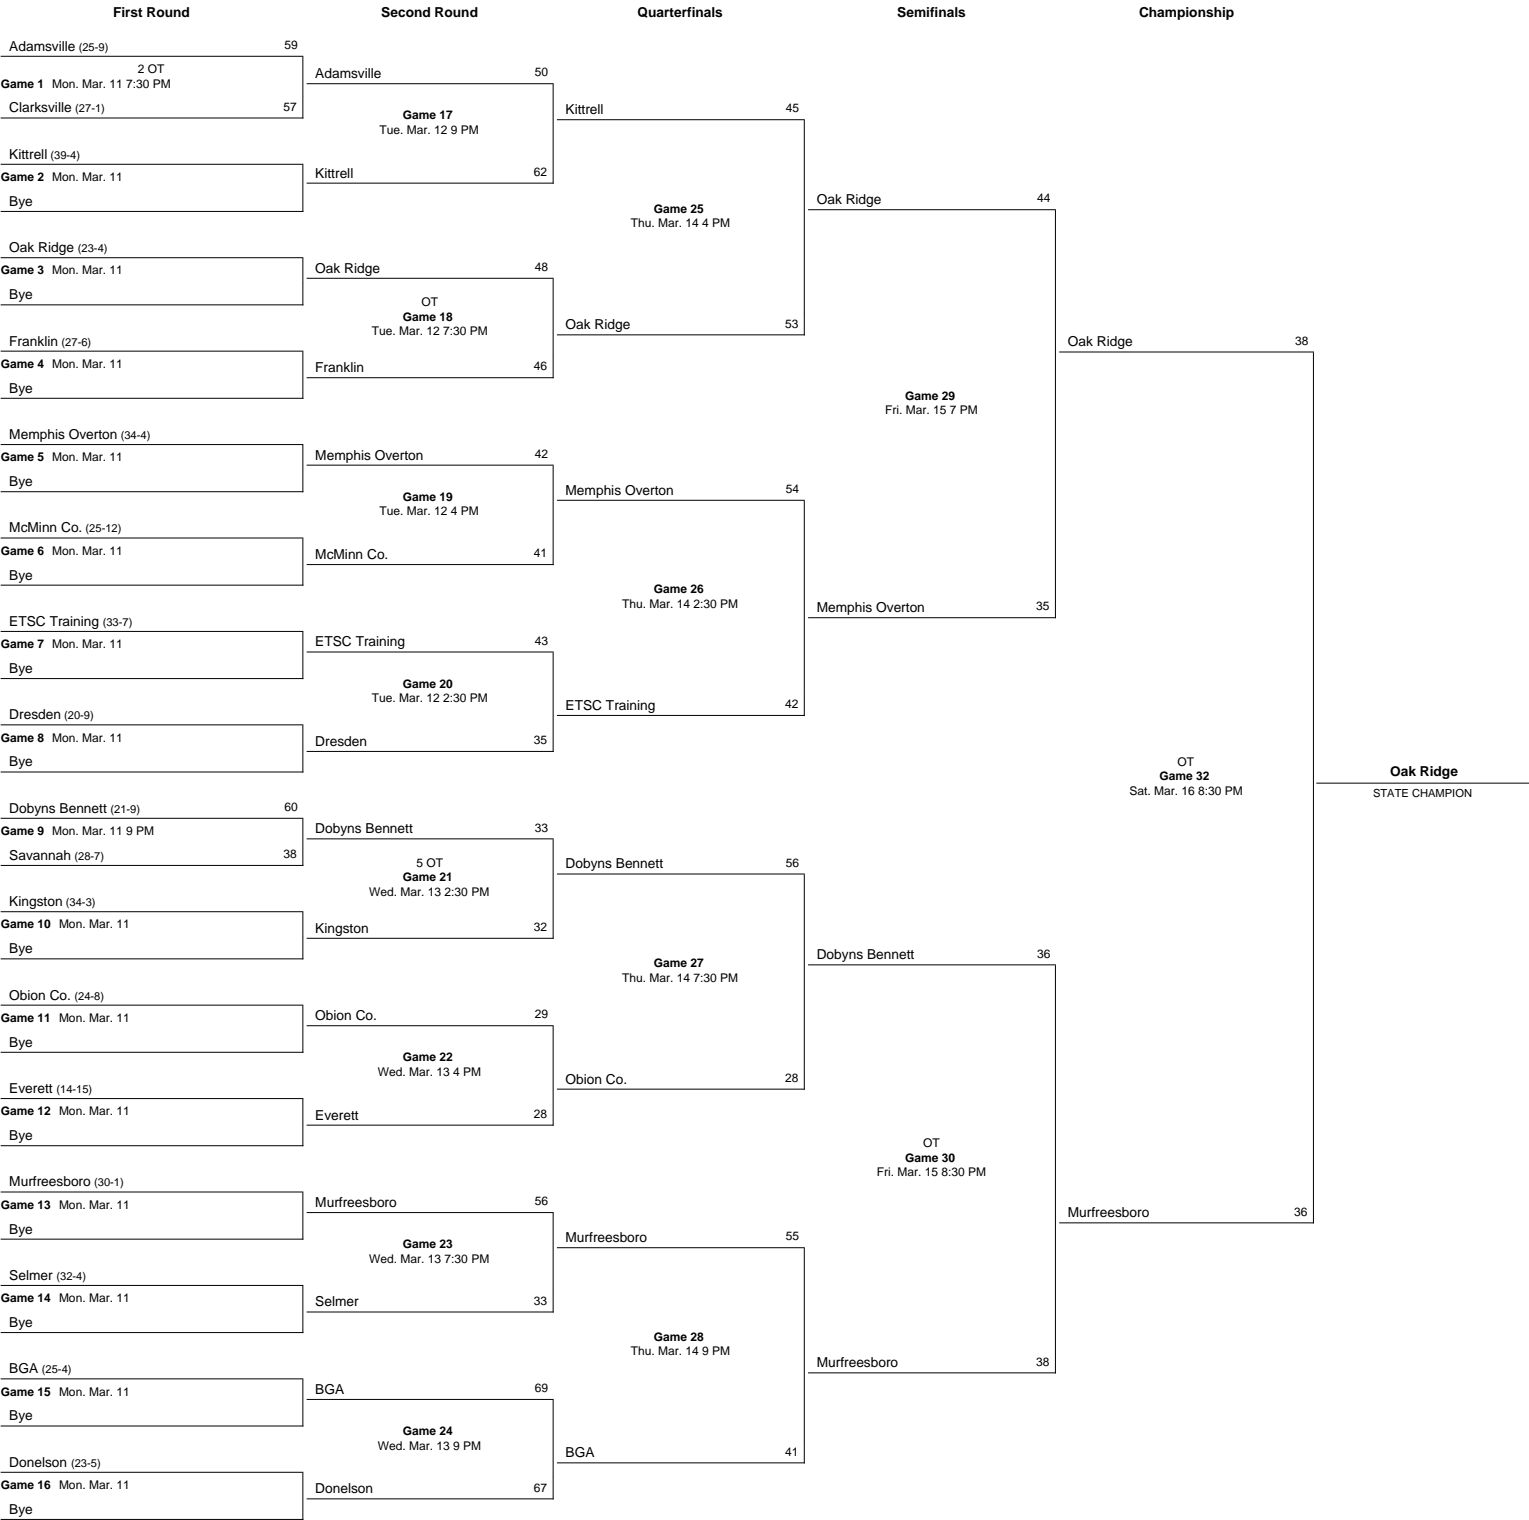 First Round
Second Round
Quarterfinals
Semifinals
Championship
Adamsville (25-9) 59
2 OT
Game 1 Mon. Mar. 11 7:30 PM
Clarksville (27-1) 57
Kittrell (39-4)
Game 2 Mon. Mar. 11
Bye
Oak Ridge (23-4)
Game 3 Mon. Mar. 11
Bye
Franklin (27-6)
Game 4 Mon. Mar. 11
Bye
Memphis Overton (34-4)
Game 5 Mon. Mar. 11
Bye
McMinn Co. (25-12)
Game 6 Mon. Mar. 11
Bye
ETSC Training (33-7)
Game 7 Mon. Mar. 11
Bye
Dresden (20-9)
Game 8 Mon. Mar. 11
Bye
Dobyns Bennett (21-9) 60
Game 9 Mon. Mar. 11 9 PM
Savannah (28-7) 38
Kingston (34-3)
Game 10 Mon. Mar. 11
Bye
Obion Co. (24-8)
Game 11 Mon. Mar. 11
Bye
Everett (14-15)
Game 12 Mon. Mar. 11
Bye
Murfreesboro (30-1)
Game 13 Mon. Mar. 11
Bye
Selmer (32-4)
Game 14 Mon. Mar. 11
Bye
BGA (25-4)
Game 15 Mon. Mar. 11
Bye
Donelson (23-5)
Game 16 Mon. Mar. 11
Bye
Adamsville 50
Game 17
Tue. Mar. 12 9 PM
Kittrell 62
Oak Ridge 48
OT
Game 18
Tue. Mar. 12 7:30 PM
Franklin 46
Memphis Overton 42
Game 19
Tue. Mar. 12 4 PM
McMinn Co. 41
ETSC Training 43
Game 20
Tue. Mar. 12 2:30 PM
Dresden 35
Dobyns Bennett 33
5 OT
Game 21
Wed. Mar. 13 2:30 PM
Kingston 32
Obion Co. 29
Game 22
Wed. Mar. 13 4 PM
Everett 28
Murfreesboro 56
Game 23
Wed. Mar. 13 7:30 PM
Selmer 33
BGA 69
Game 24
Wed. Mar. 13 9 PM
Donelson 67
Kittrell 45
Game 25
Thu. Mar. 14 4 PM
Oak Ridge 53
Memphis Overton 54
Game 26
Thu. Mar. 14 2:30 PM
ETSC Training 42
Dobyns Bennett 56
Game 27
Thu. Mar. 14 7:30 PM
Obion Co. 28
Murfreesboro 55
Game 28
Thu. Mar. 14 9 PM
BGA 41
Oak Ridge 44
Game 29
Fri. Mar. 15 7 PM
Memphis Overton 35
Dobyns Bennett 36
OT
Game 30
Fri. Mar. 15 8:30 PM
Murfreesboro 38
Oak Ridge 38
OT
Game 32
Sat. Mar. 16 8:30 PM
Murfreesboro 36
Oak Ridge
STATE CHAMPION